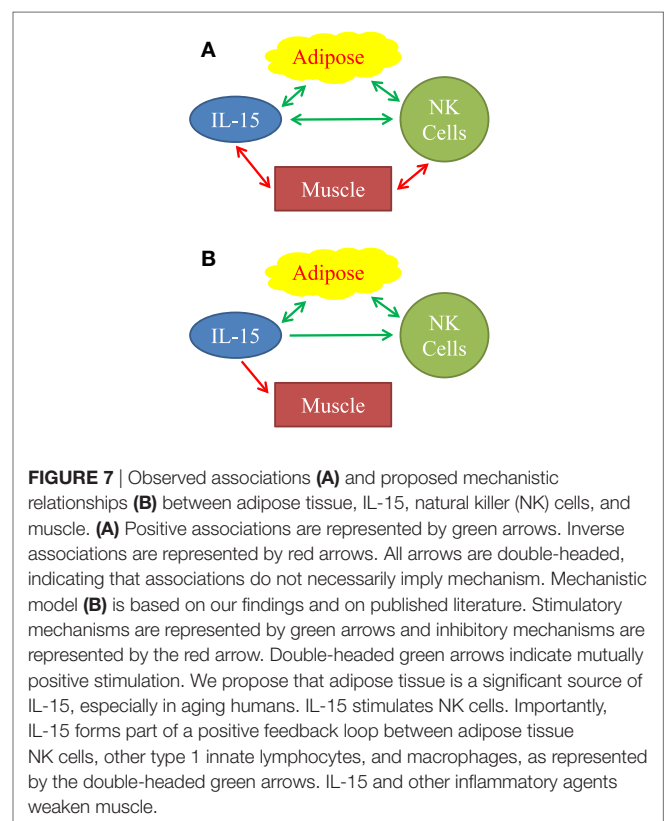 A
Adipose
IL-15
NK
Cells
Muscle
B
Adipose
IL-15
NK
Cells
Muscle
FIGURE 7 | Observed associations (A) and proposed mechanistic
relationships (B) between adipose tissue, IL-15, natural killer (NK) cells, and
muscle. (A) Positive associations are represented by green arrows. Inverse
associations are represented by red arrows. All arrows are double-headed,
indicating that associations do not necessarily imply mechanism. Mechanistic
model (B) is based on our findings and on published literature. Stimulatory
mechanisms are represented by green arrows and inhibitory mechanisms are
represented by the red arrow. Double-headed green arrows indicate mutually
positive stimulation. We propose that adipose tissue is a significant source of
IL-15, especially in aging humans. IL-15 stimulates NK cells. Importantly,
IL-15 forms part of a positive feedback loop between adipose tissue
NK cells, other type 1 innate lymphocytes, and macrophages, as represented
by the double-headed green arrows. IL-15 and other inflammatory agents
weaken muscle.